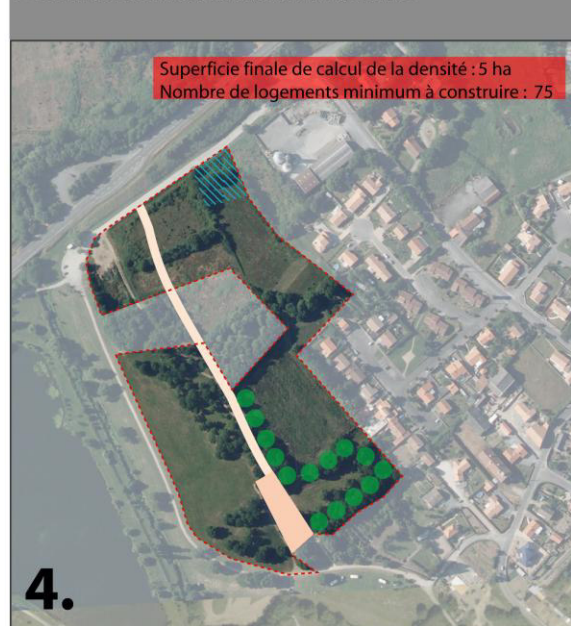 Superficie finale de calcul de la densité : 5 ha
Nombre de logements minimum à construire : 75
4.